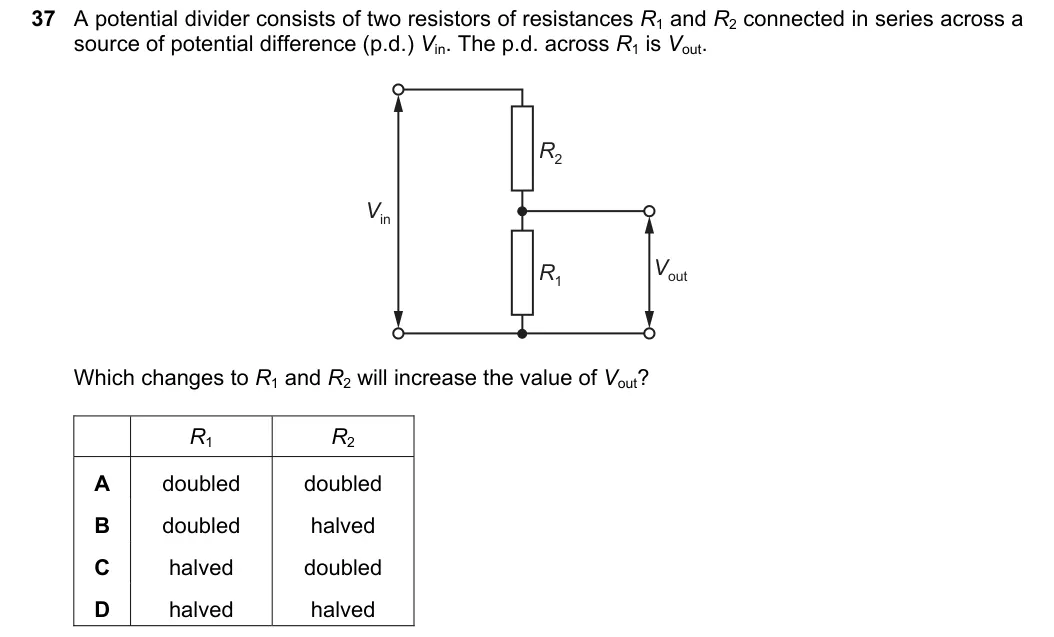 37 A potential divider consists of two resistors of resistances R1 and R2 connected in series across a
source of potential difference (p.d.) Vin. The p.d. across R1 is Vout.
R2
Vin
R1
Vout
Which changes to R1 and R2 will increase the value of Vout?
R1 R2
A doubled doubled
B doubled halved
C halved doubled
D halved halved